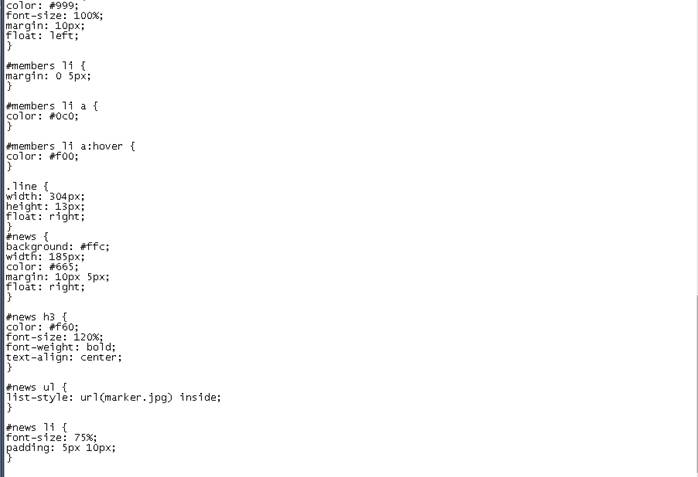 color: #999;
font-size: 100%;
margin: 10px;
float: left;
}
#members li {
margin: 0 5px;
}
#members li a {
color: #0c0;
}
#members li a:hover {
color: #f00;
}
.line {
width: 304px;
height: 13px;
float: right;
}
#news {
background: #ffc;
width: 185px;
color: #665;
margin: 10px 5px;
float: right;
}
#news h3 {
color: #f60;
font-size: 120%;
font-weight: bold;
text-align: center;
}
#news ul {
list-style: url(marker.jpg) inside;
}
#news li {
font-size: 75%;
padding: 5px 10px;
}